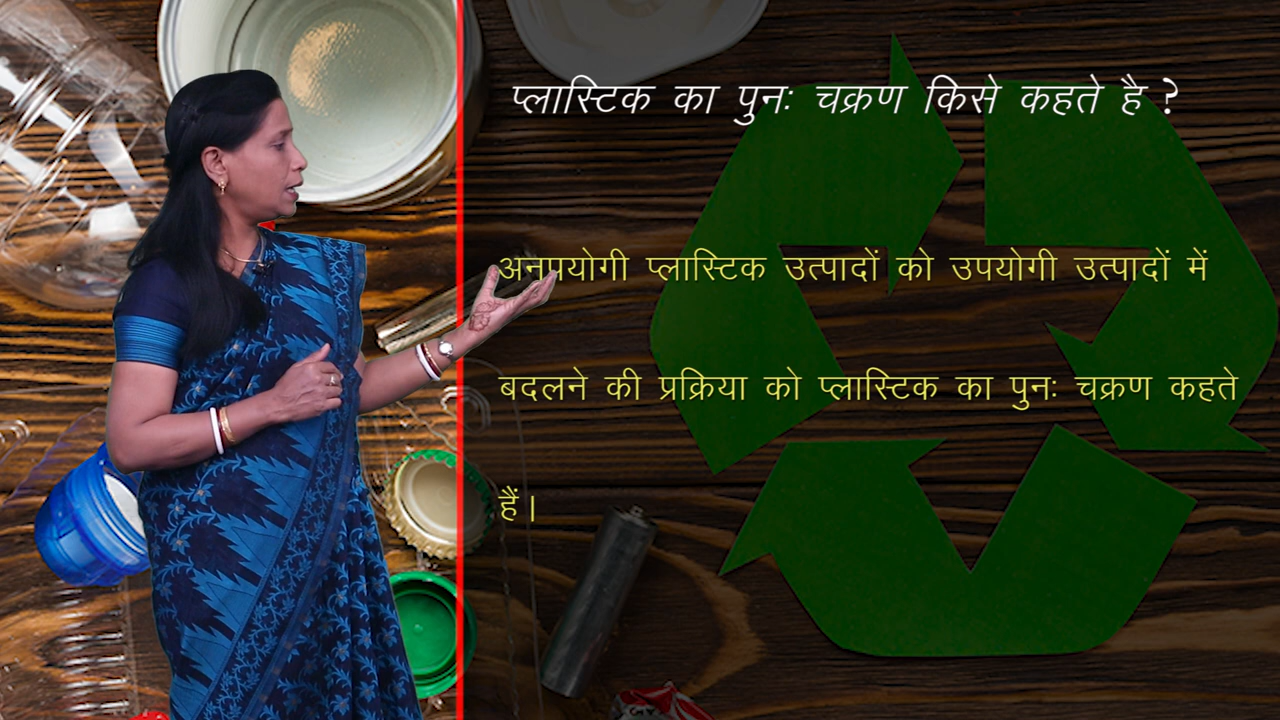 प्लास्टिक का पुनः चक्रण किसे कहते है ?
अनुपयोगी प्लास्टिक उत्पादों को उपयोगी उत्पादों में
बदलने की प्रक्रिया को प्लास्टिक का पुनः चक्रण कहते
हैं।